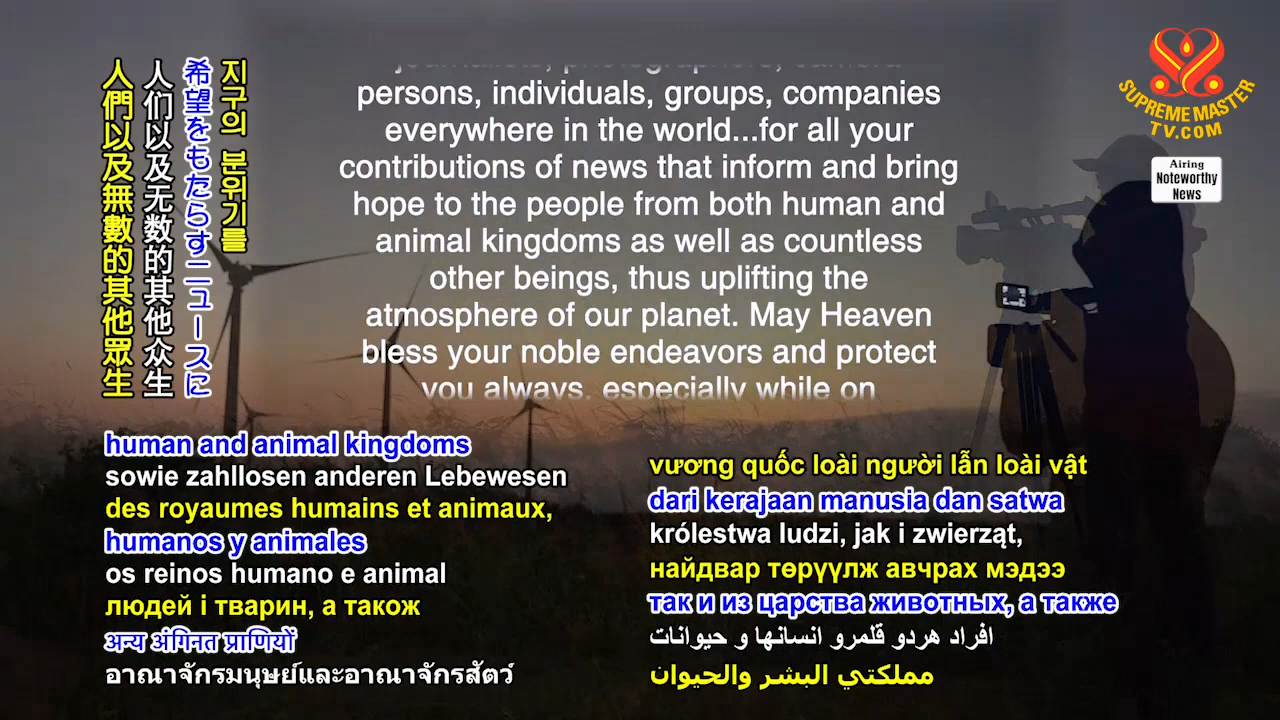 persons, individuals, groups, companies
everywhere in the world...for all your
contributions of news that inform and bring
hope to the people from both human and
animal kingdoms as well as countless
other beings, thus uplifting the
atmosphere of our planet. May Heaven
bless your noble endeavors and protect
you always, especially while on
SUPREME MASTER
TV.COM
Airing
Noteworthy
News
지구의 분위기를
希望をもたらすニュースに
人们以及无数的其他众生
人們以及無數的其他眾生
human and animal kingdoms
sowie zahllosen anderen Lebewesen
des royaumes humains et animaux,
humanos y animales
os reinos humano e animal
людей і тварин, а також
अन्य अंगिनत प्राणियों
อาณาจักรมนุษย์และอาณาจักรสัตว์
vương quốc loài người lẫn loài vật
dari kerajaan manusia dan satwa
królestwa ludzi, jak i zwierząt,
найдвар төрүүлж авчрах мэдээ
так и из царства животных, а также
افراد هردو قلمرو انسانها و حیوانات
مملكتي البشر والحيوان